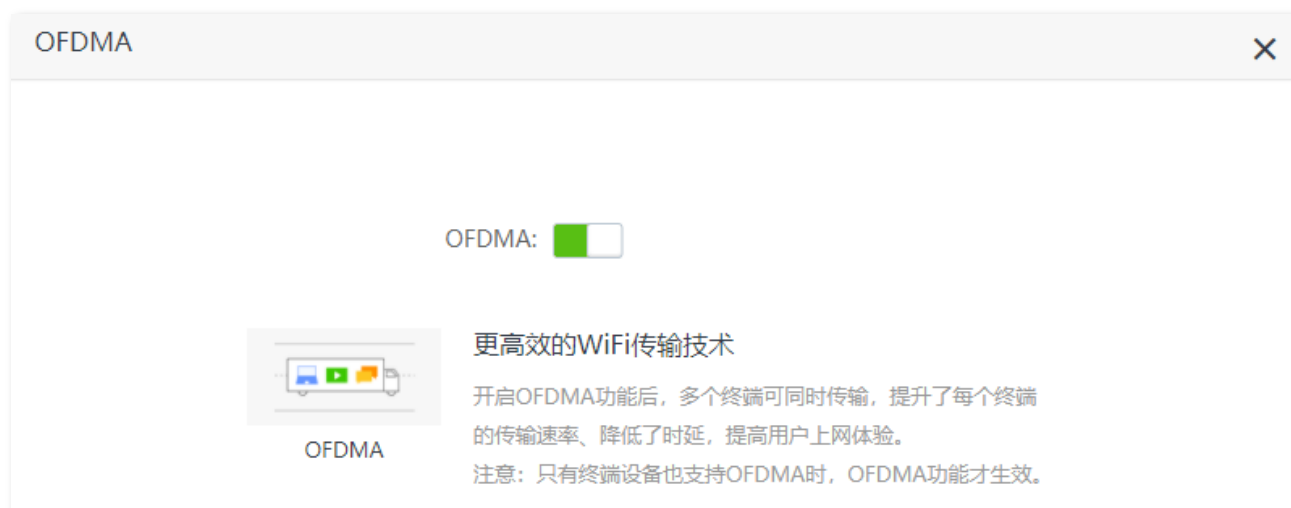 OFDMA
OFDMA:
更高效的WiFi传输技术
开启OFDMA功能后，多个终端可同时传输，提升了每个终端
的传输速率、降低了时延，提高用户上网体验。
注意：只有终端设备也支持OFDMA时，OFDMA功能才生效。
OFDMA